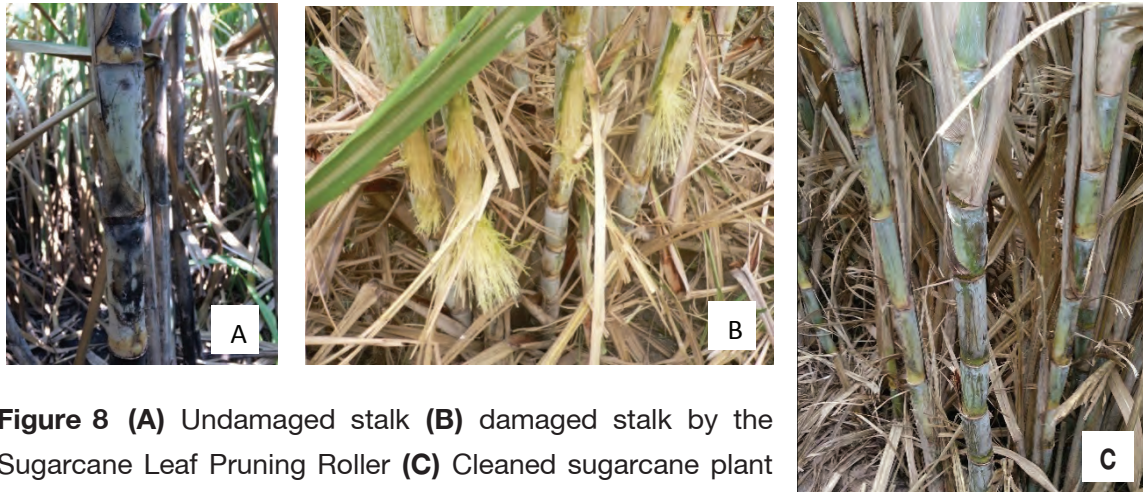 A
B
C
Figure 8 (A) Undamaged stalk (B) damaged stalk by the
Sugarcane Leaf Pruning Roller (C) Cleaned sugarcane plant